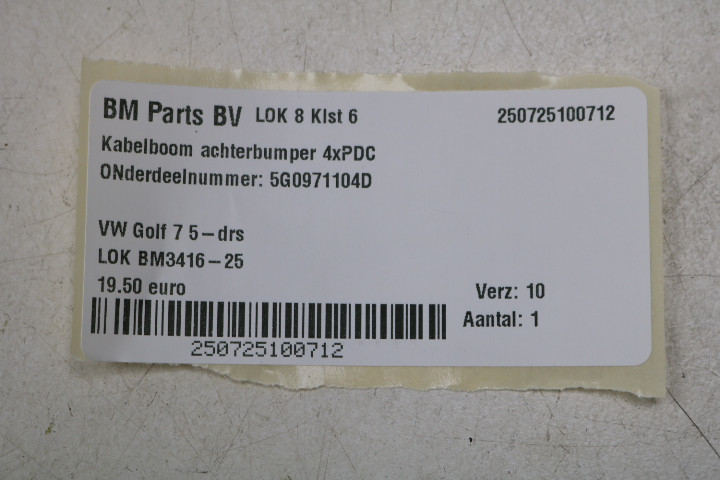 BM Parts BV LOK 8 Klst 6 250725100712
Kabelboom achterbumper 4xPDC
ONderdeelnummer: 5G0971104D
VW Golf 7 5-drs
LOK BM3416-25
19.50 euro Verz: 10
Aantal: 1
250725100712